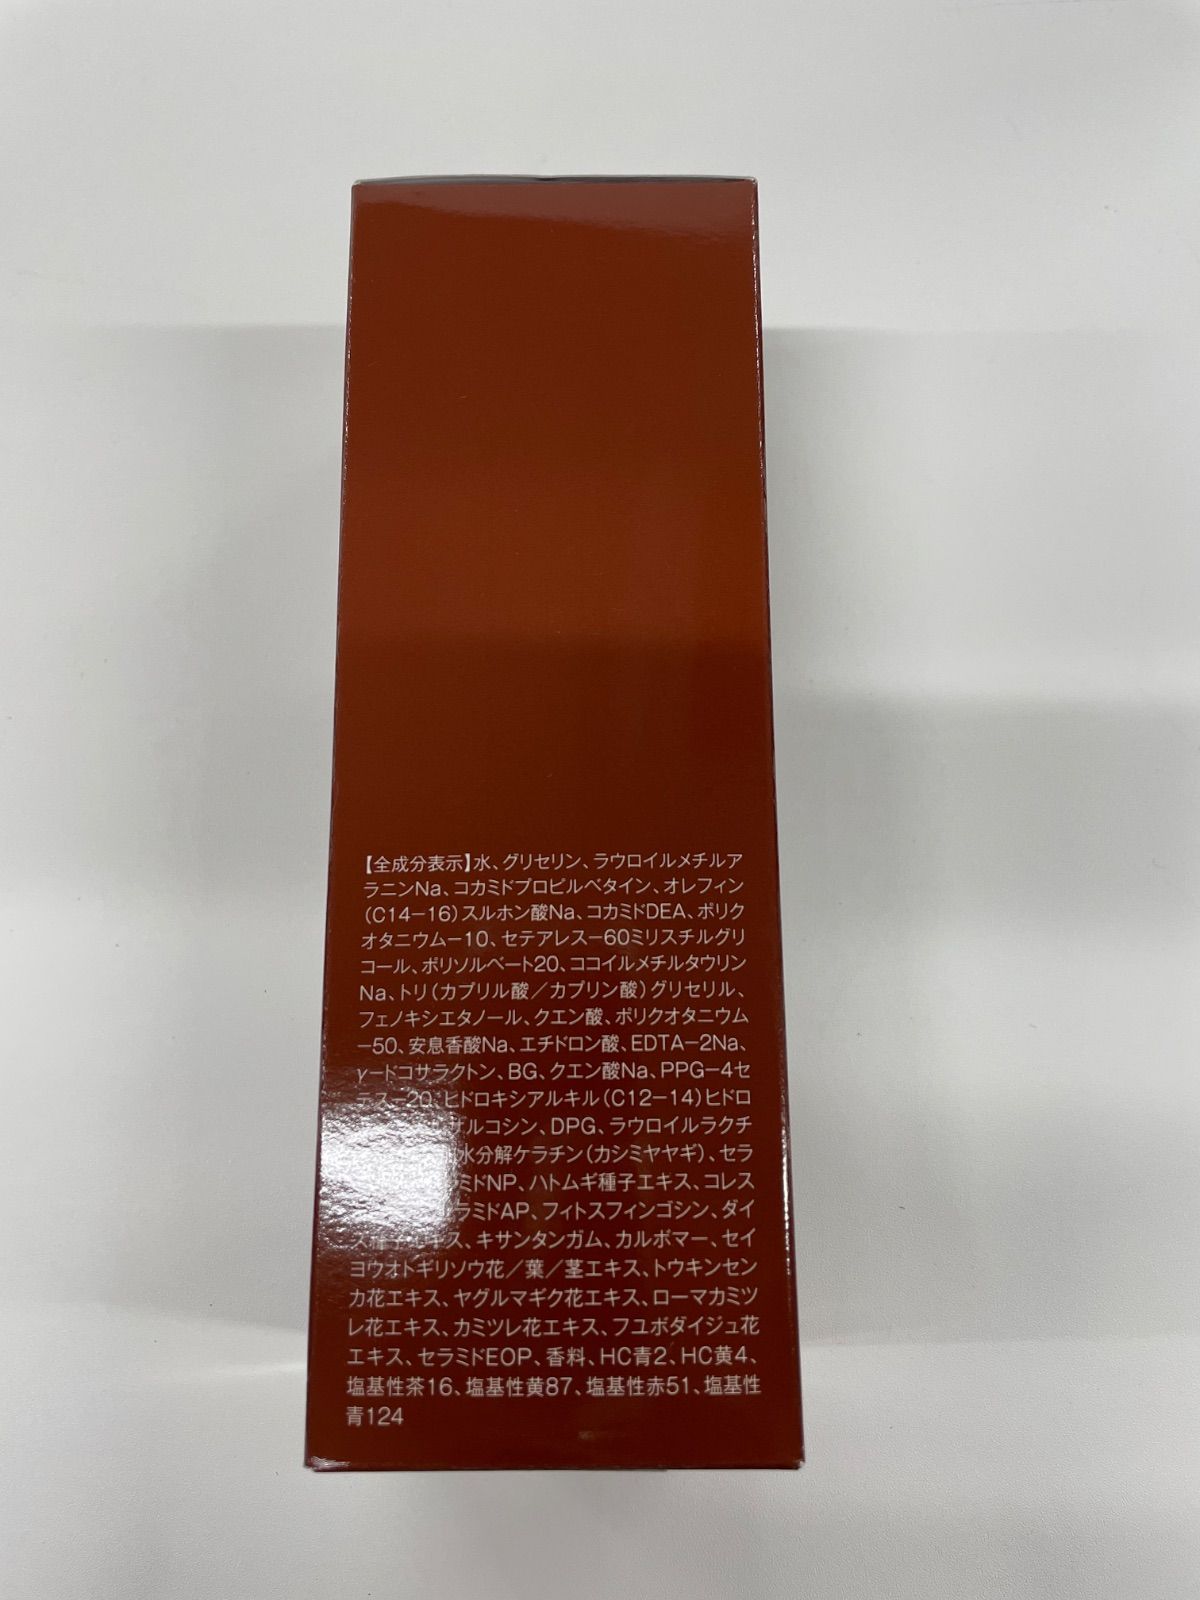 【全成分表示】水、グリセリン、ラウロイルメチルア
ラニンNa、コカミドプロピルベタイン、オレフィン
(C14-16)スルホン酸Na、コカミドDEA、ポリク
オタニウム-10、セテアレス-60ミリスチルグリ
コール、ポリソルベート20、ココイルメチルタウリン
Na、トリ(カプリル酸／カプリン酸)グリセリル、
フェノキシエタノール、クエン酸、ポリクオタニウム
-50、安息香酸Na、エチドロン酸、EDTA-2Na、
γ-ドコサラクトン、BG、クエン酸Na、PPG-4セ
テス-20、ヒドロキシアルキル(C12-14)ヒドロ
ルコシン、DPG、ラウロイルラクチ
水分解ケラチン(カシミヤヤギ)、セラ
ミドNP、ハトムギ種子エキス、コレス
ラミドAP、フィトスフィンゴシン、ダイ
ズ種子エキス、キサンタンガム、カルボマー、セイ
ヨウオトギリソウ花／葉／茎エキス、トウキンセン
カ花エキス、ヤグルマギク花エキス、ローマカミツ
レ花エキス、カミツレ花エキス、フユボダイジュ花
エキス、セラミドEOP、香料、HC青2、HC黄4、
塩基性茶16、塩基性黄87、塩基性赤51、塩基性
青124